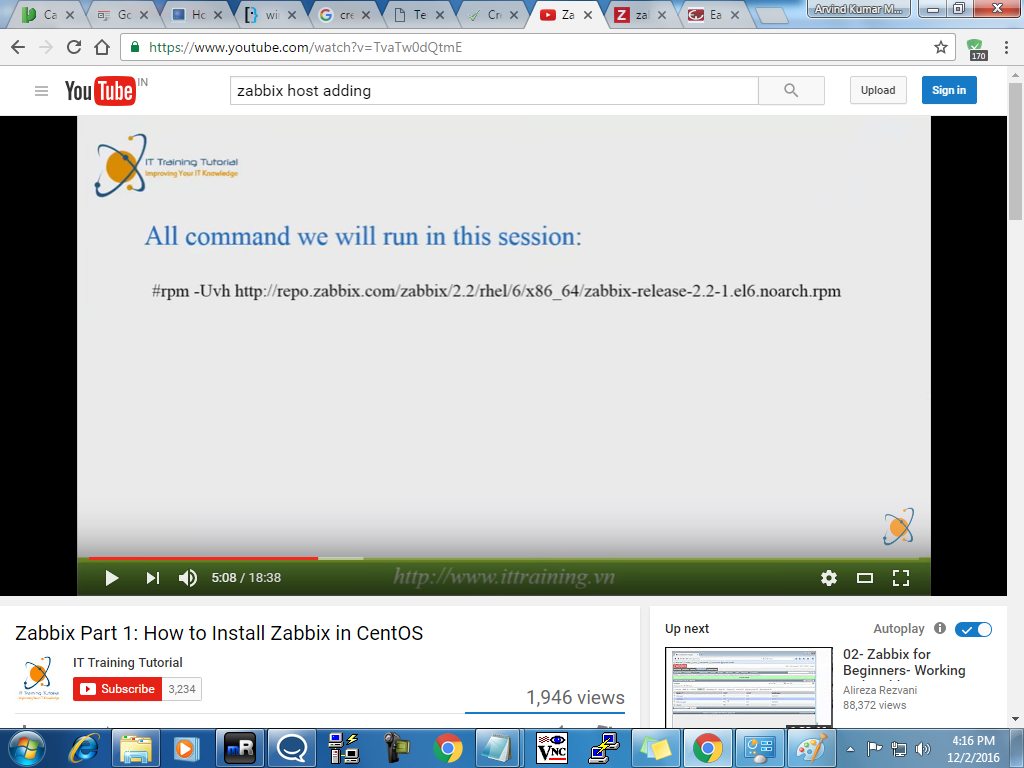 Ca
Go
Ho
wi
cre
Te
Cre
Za
zal
Ea
Arvind Kumar M...
https://www.youtube.com/watch?v=TvaTw0dQtmE
170
YouTube IN
zabbix host adding
Upload
Sign in
IT Training Tutorial
Improving Your IT Knowledge
All command we will run in this session:
#rpm -Uvh http://repo.zabbix.com/zabbix/2.2/rhel/6/x86_64/zabbix-release-2.2-1.el6.noarch.rpm
5:08 / 18:38
http://www.ittraining.vn
Zabbix Part 1: How to Install Zabbix in CentOS
IT Training Tutorial
Subscribe 3,234
1,946 views
Up next
Autoplay
02- Zabbix for
Beginners- Working
Alireza Rezvani
88,372 views
mR
VNC
4:16 PM
12/2/2016